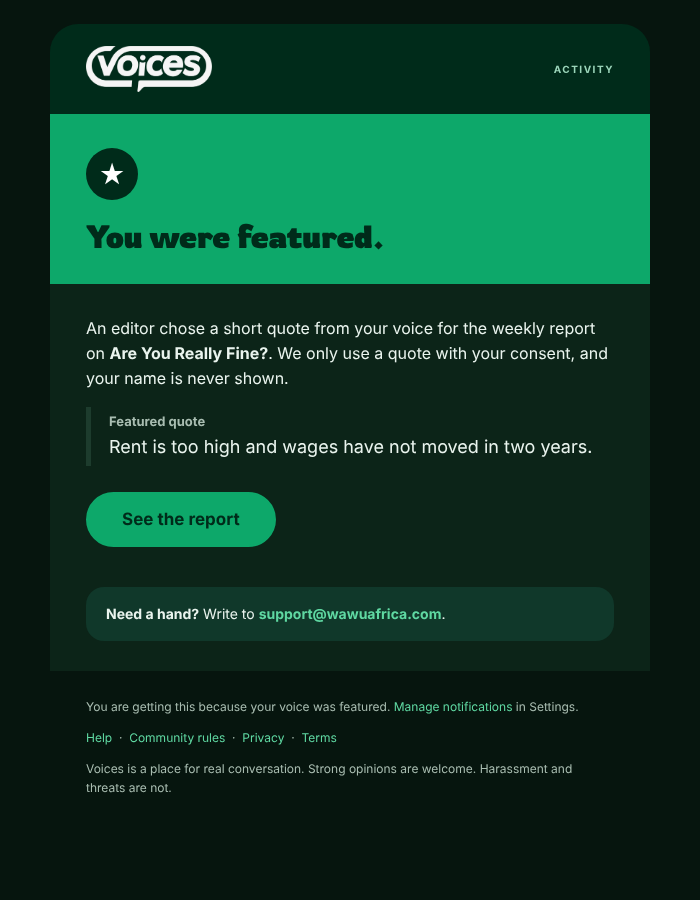 Voices
ACTIVITY
★
You were featured.
An editor chose a short quote from your voice for the weekly report
on Are You Really Fine?. We only use a quote with your consent, and
your name is never shown.
Featured quote
Rent is too high and wages have not moved in two years.
See the report
Need a hand? Write to support@wawuafrica.com.
You are getting this because your voice was featured. Manage notifications in Settings.
Help · Community rules · Privacy · Terms
Voices is a place for real conversation. Strong opinions are welcome. Harassment and
threats are not.